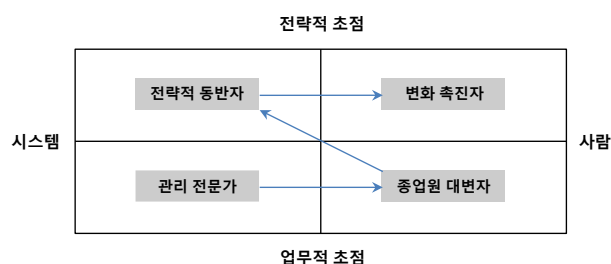 전략적 초점
전략적 동반자
변화 촉진자
시스템
사람
관리 전문가
종업원 대변자
업무적 초점